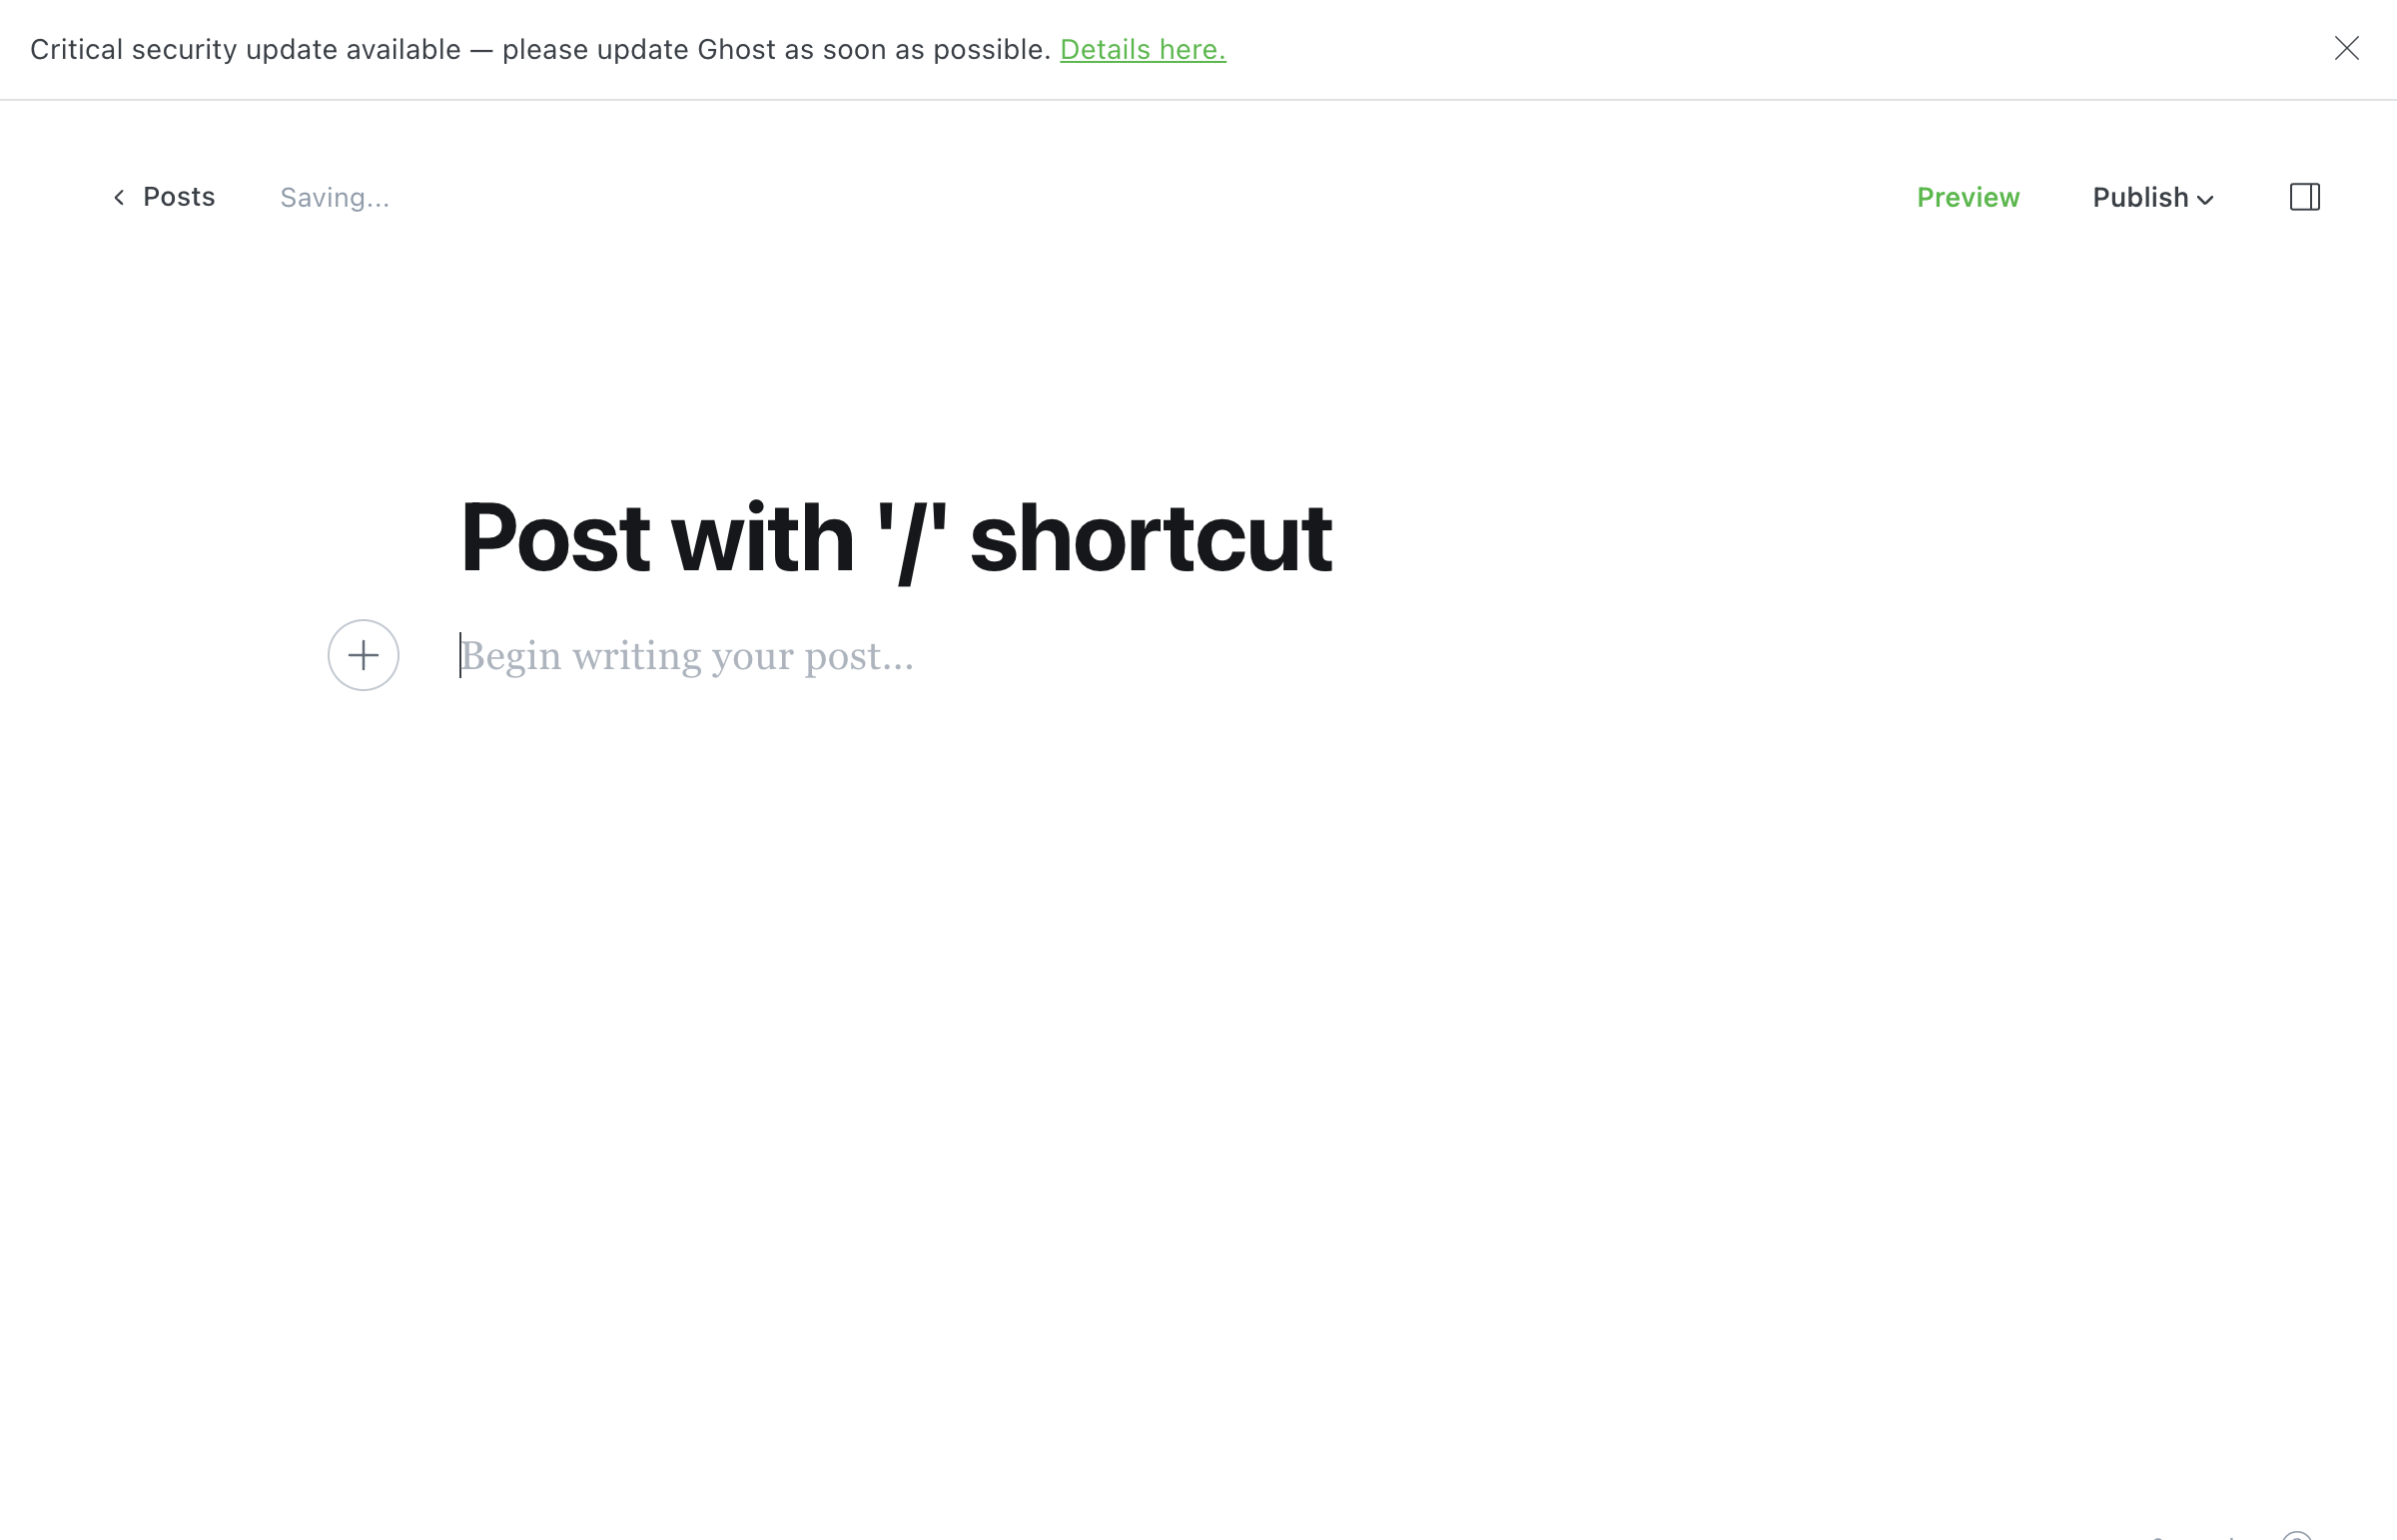 Critical security update available — please update Ghost as soon as possible. Details here.
Posts
Saving...
Preview
Publish
Post with '/' shortcut
Begin writing your post...